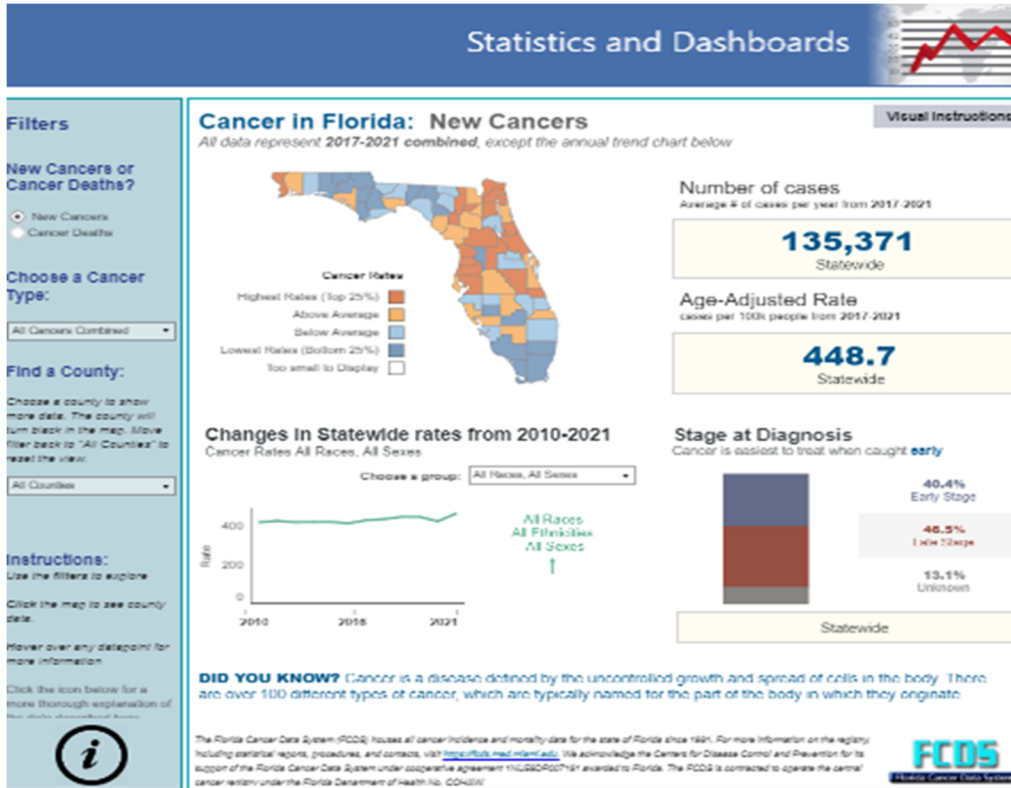 Statistics and Dashboards
Filters
New Cancers or
Cancer Deaths?
New Cancers
Cancer Deaths
Choose a Cancer
Type:
All Cancers Combined
Find a County:
Choose a county to show
more data. The county will
turn black in the map. Move
filter back to "All Counties" to
reset the view.
All Counties
Instructions:
Use the filters to explore
Click the map to see county
data.
Hover over any datapoint for
more information
Click the icon below for a
more thorough explanation of
the data described here
i
Cancer in Florida: New Cancers
Visual Instructions
All data represent 2017-2021 combined, except the annual trend chart below
Cancer Rates
Highest Rates (Top 25%)
Above Average
Below Average
Lowest Rates (Bottom 25%)
Too small to Display
Number of cases
Average # of cases per year from 2017-2021
135,371
Statewide
Age-Adjusted Rate
cases per 100k people from 2017-2021
448.7
Statewide
Changes in Statewide rates from 2010-2021
Cancer Rates All Races, All Sexes
Choose a group: All Races, All Sexes
Rate
400
200
0
2010
2015
2021
All Races
All Ethnicities
All Sexes
↑
Stage at Diagnosis
Cancer is easiest to treat when caught early
40.4%
Early Stage
46.5%
Late Stage
13.1%
Unknown
Statewide
DID YOU KNOW? Cancer is a disease defined by the uncontrolled growth and spread of cells in the body. There
are over 100 different types of cancer, which are typically named for the part of the body in which they originate.
The Florida Cancer Data System (FCDS) houses all cancer incidence and mortality data for the state of Florida since 1981. For more information on the registry,
including statistical reports, procedures, and contacts, visit https://fcds.med.miami.edu. We acknowledge the Centers for Disease Control and Prevention for its
support of the Florida Cancer Data System under cooperative agreement awarded to Florida. The FCDS is contracted to operate the central
cancer registry under the Florida Department of Health No.
FCDS
Florida Cancer Data System